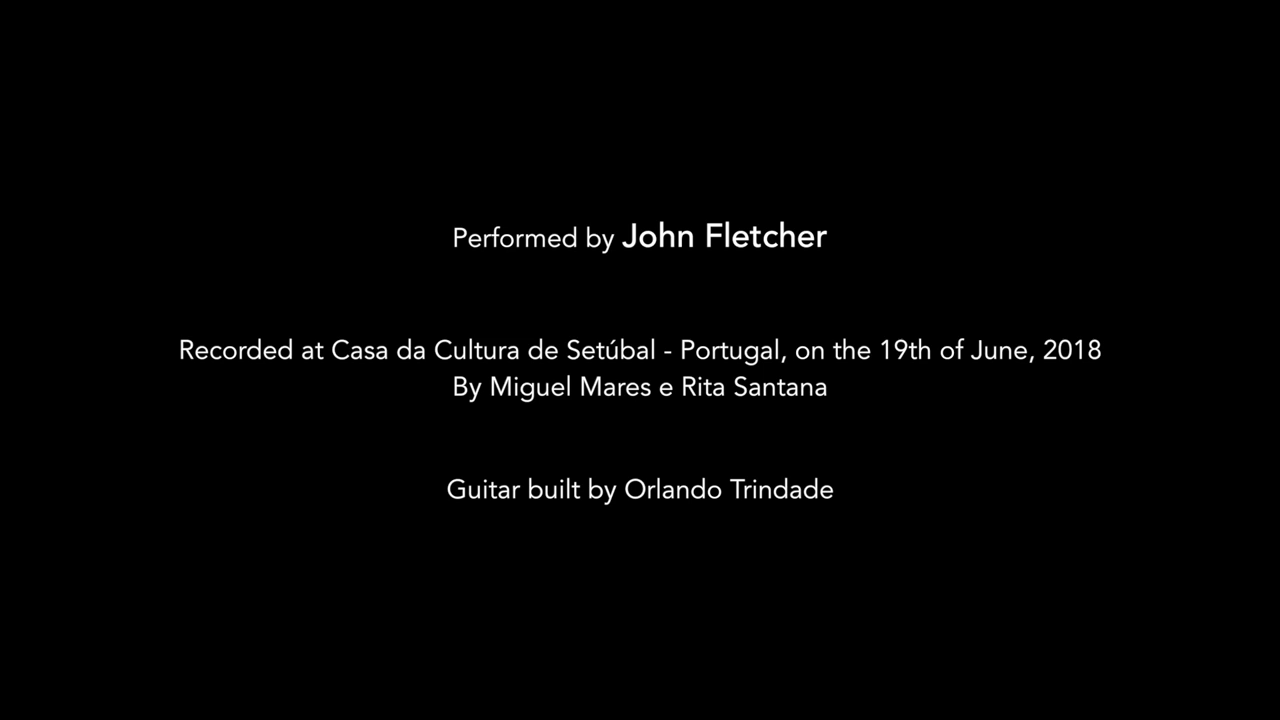 Performed by John Fletcher
Recorded at Casa da Cultura de Setúbal - Portugal, on the 19th of June, 2018
By Miguel Mares e Rita Santana
Guitar built by Orlando Trindade